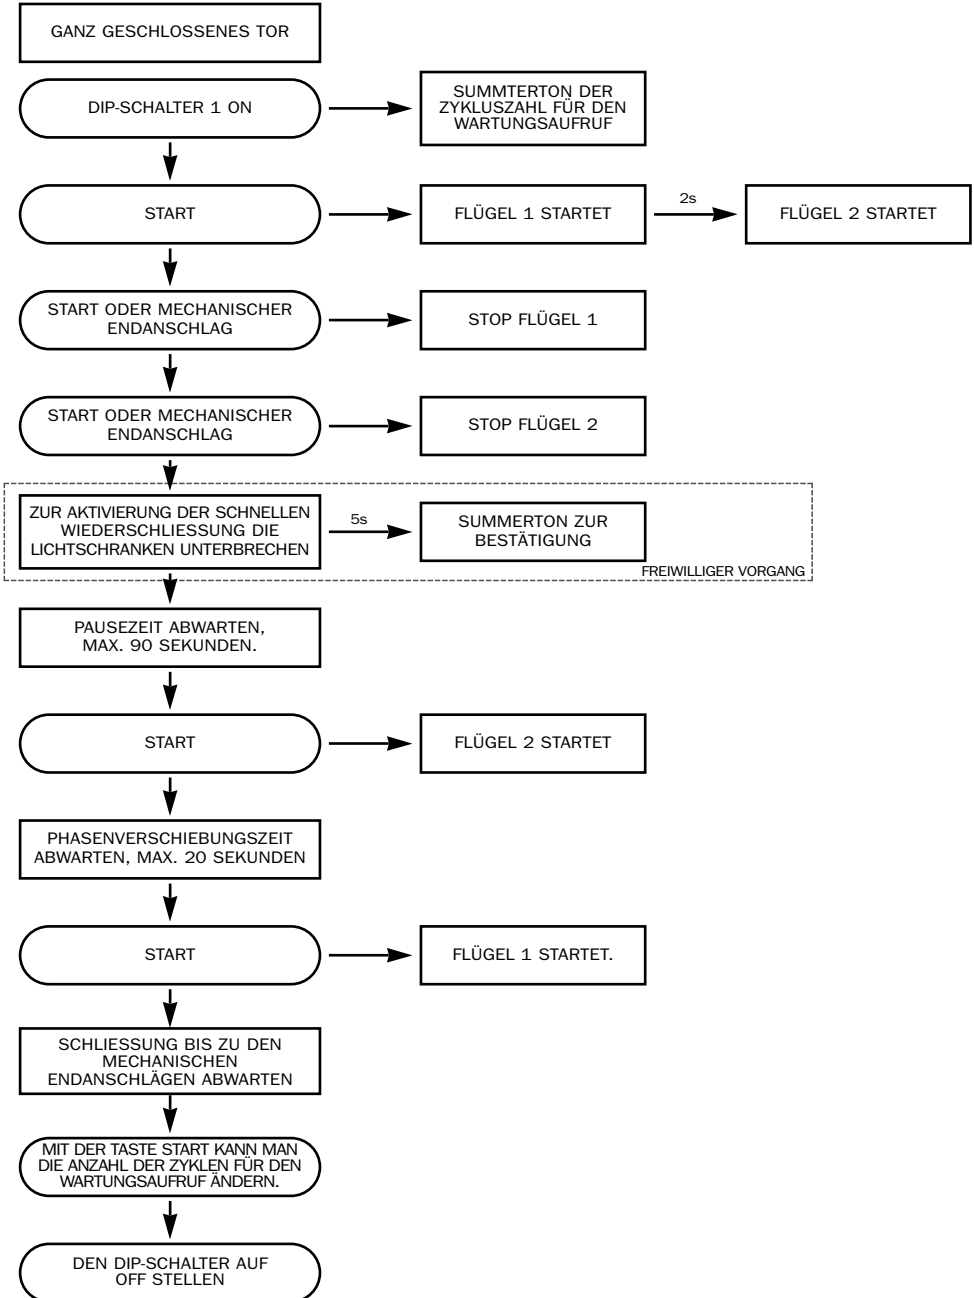 GANZ GESCHLOSSENES TOR
DIP-SCHALTER 1 ON
SUMMTERTON DER
ZYKLUSZAHL FÜR DEN
WARTUNGSAUFRUF
START
FLÜGEL 1 STARTET
2s
FLÜGEL 2 STARTET
START ODER MECHANISCHER
ENDANSCHLAG
STOP FLÜGEL 1
START ODER MECHANISCHER
ENDANSCHLAG
STOP FLÜGEL 2
ZUR AKTIVIERUNG DER SCHNELLEN
WIEDERSCHLIESSUNG DIE
LICHTSCHRANKEN UNTERBRECHEN
5s
SUMMERTON ZUR
BESTÄTIGUNG
FREIWILLIGER VORGANG
PAUSEZEIT ABWARTEN,
MAX. 90 SEKUNDEN.
START
FLÜGEL 2 STARTET
PHASENVERSCHIEBUNGSZEIT
ABWARTEN, MAX. 20 SEKUNDEN
START
FLÜGEL 1 STARTET.
SCHLIESSUNG BIS ZU DEN
MECHANISCHEN
ENDANSCHLÄGEN ABWARTEN
MIT DER TASTE START KANN MAN
DIE ANZAHL DER ZYKLEN FÜR DEN
WARTUNGSAUFRUF ÄNDERN.
DEN DIP-SCHALTER AUF
OFF STELLEN